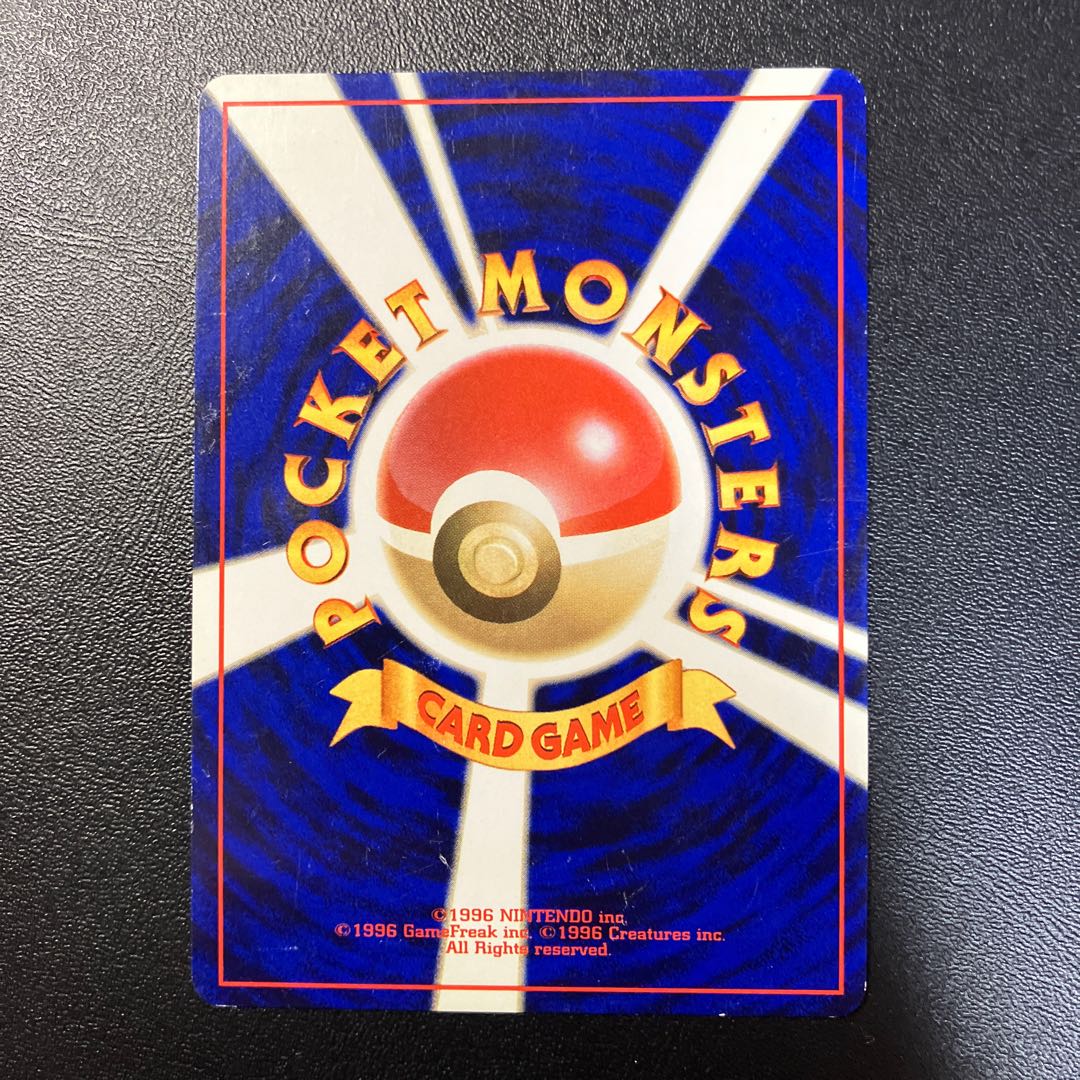 POCKET MONSTERS
CARD GAME
©1996 NINTENDO inc.
©1996 GameFreak inc. ©1996 Creatures inc.
All Rights reserved.